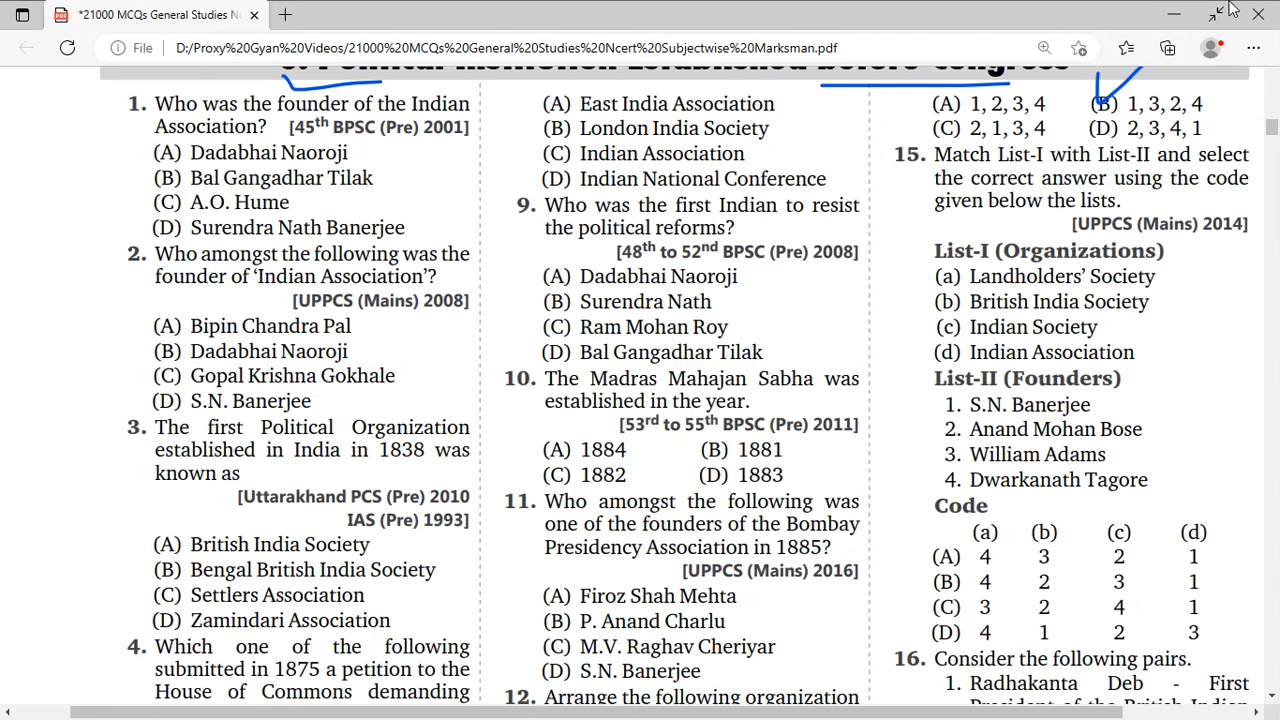 *21000 MCQs General Studies N
File
D:/Proxy%20Gyan%20Videos/21000%20MCQs%20General%20Studies%20Ncert%20Subjectwise%20Marksman.pdf
1. Who was the founder of the Indian
Association? [45th BPSC (Pre) 2001]
(A) Dadabhai Naoroji
(B) Bal Gangadhar Tilak
(C) A.O. Hume
(D) Surendra Nath Banerjee
2. Who amongst the following was the
founder of ‘Indian Association’?
[UPPCS (Mains) 2008]
(A) Bipin Chandra Pal
(B) Dadabhai Naoroji
(C) Gopal Krishna Gokhale
(D) S.N. Banerjee
3. The first Political Organization
established in India in 1838 was
known as
[Uttarakhand PCS (Pre) 2010
IAS (Pre) 1993]
(A) British India Society
(B) Bengal British India Society
(C) Settlers Association
(D) Zamindari Association
4. Which one of the following
submitted in 1875 a petition to the
House of Commons demanding
(A) East India Association
(B) London India Society
(C) Indian Association
(D) Indian National Conference
9. Who was the first Indian to resist
the political reforms?
[48th to 52nd BPSC (Pre) 2008]
(A) Dadabhai Naoroji
(B) Surendra Nath
(C) Ram Mohan Roy
(D) Bal Gangadhar Tilak
10. The Madras Mahajan Sabha was
established in the year.
[53rd to 55th BPSC (Pre) 2011]
(A) 1884 (B) 1881
(C) 1882 (D) 1883
11. Who amongst the following was
one of the founders of the Bombay
Presidency Association in 1885?
[UPPCS (Mains) 2016]
(A) Firoz Shah Mehta
(B) P. Anand Charlu
(C) M.V. Raghav Cheriyar
(D) S.N. Banerjee
12. Arrange the following organization
(A) 1, 2, 3, 4 (B) 1, 3, 2, 4
(C) 2, 1, 3, 4 (D) 2, 3, 4, 1
15. Match List-I with List-II and select
the correct answer using the code
given below the lists.
[UPPCS (Mains) 2014]
List-I (Organizations)
(a) Landholders’ Society
(b) British India Society
(c) Indian Society
(d) Indian Association
List-II (Founders)
1. S.N. Banerjee
2. Anand Mohan Bose
3. William Adams
4. Dwarkanath Tagore
Code
(a) (b) (c) (d)
(A) 4 3 2 1
(B) 4 2 3 1
(C) 3 2 4 1
(D) 4 1 2 3
16. Consider the following pairs.
1. Radhakanta Deb - First